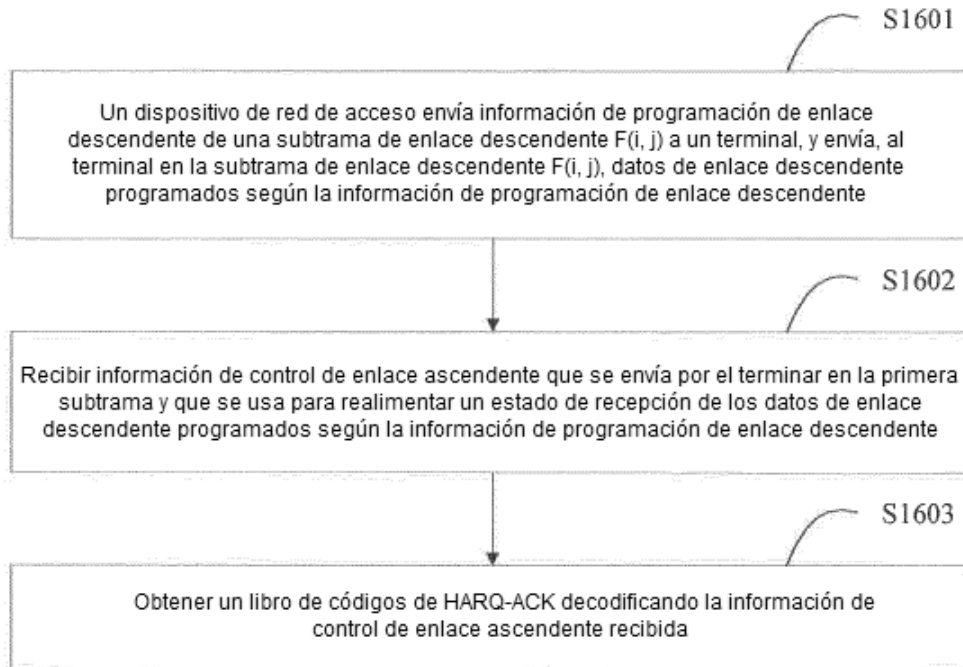 S1601
Un dispositivo de red de acceso envía información de programación de enlace
descendente de una subtrama de enlace descendente F(i, j) a un terminal, y envía, al
terminal en la subtrama de enlace descendente F(i, j), datos de enlace descendente
programados según la información de programación de enlace descendente
S1602
Recibir información de control de enlace ascendente que se envía por el terminar en la primera
subtrama y que se usa para realimentar un estado de recepción de los datos de enlace
descendente programados según la información de programación de enlace descendente
S1603
Obtener un libro de códigos de HARQ-ACK decodificando la información de
control de enlace ascendente recibida